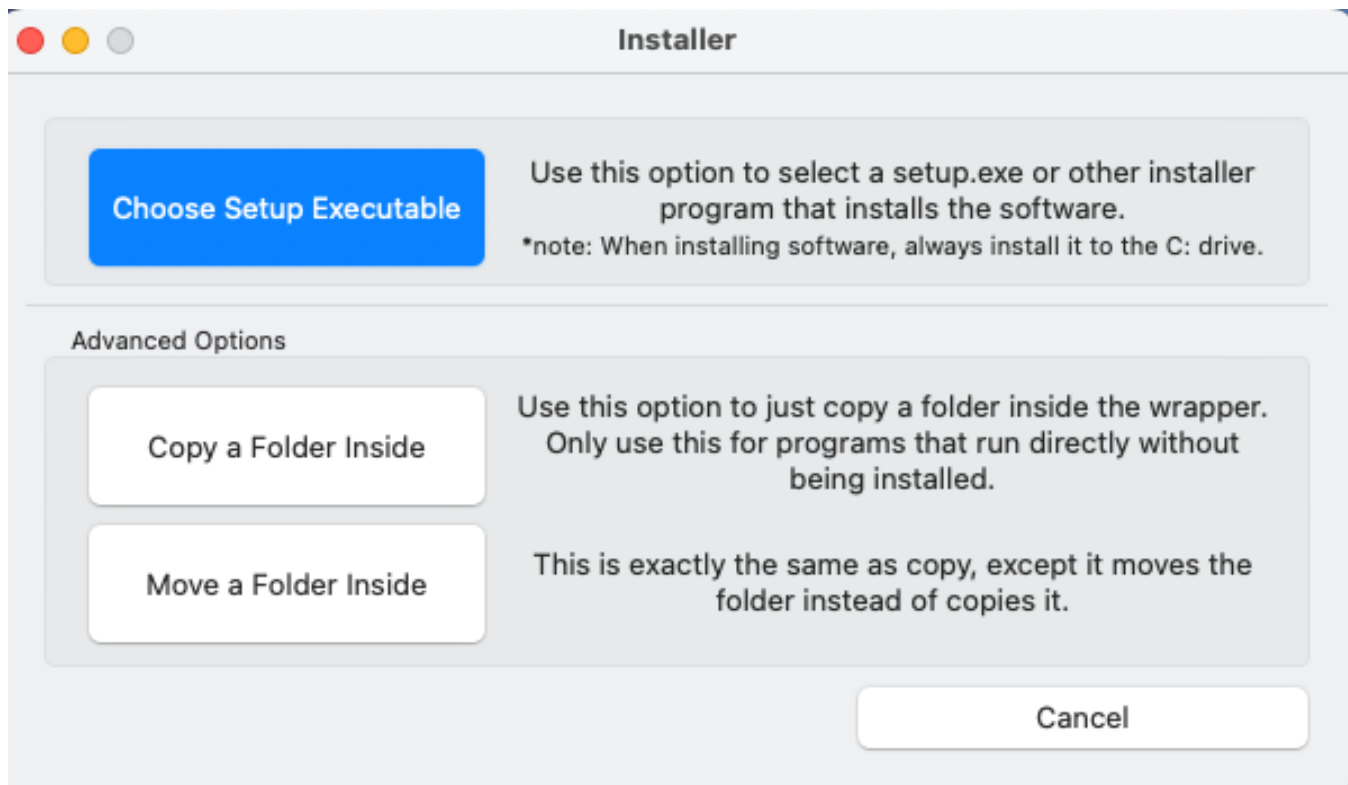 Installer
Choose Setup Executable
Use this option to select a setup.exe or other installer
program that installs the software.
*note: When installing software, always install it to the C: drive.
Advanced Options
Copy a Folder Inside
Use this option to just copy a folder inside the wrapper.
Only use this for programs that run directly without
being installed.
Move a Folder Inside
This is exactly the same as copy, except it moves the
folder instead of copies it.
Cancel